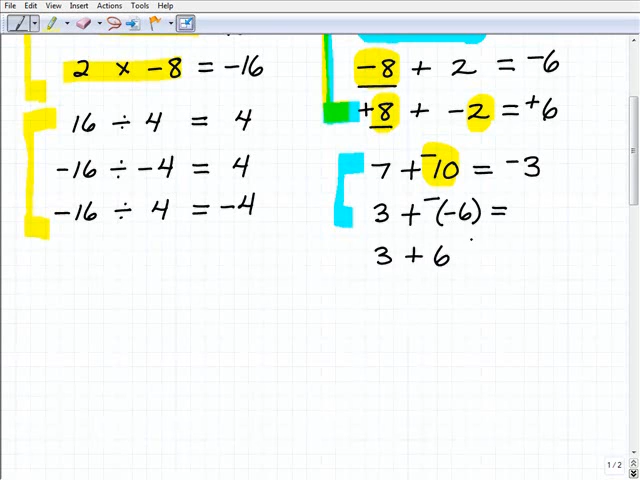 File Edit View Insert Actions Tools Help
2 × -8 = -16
16 ÷ 4 = 4
-16 ÷ -4 = 4
-16 ÷ 4 = -4
-8 + 2 = -6
+8 + -2 = +6
7 + -10 = -3
3 + -(-6) =
3 + 6
1 / 2